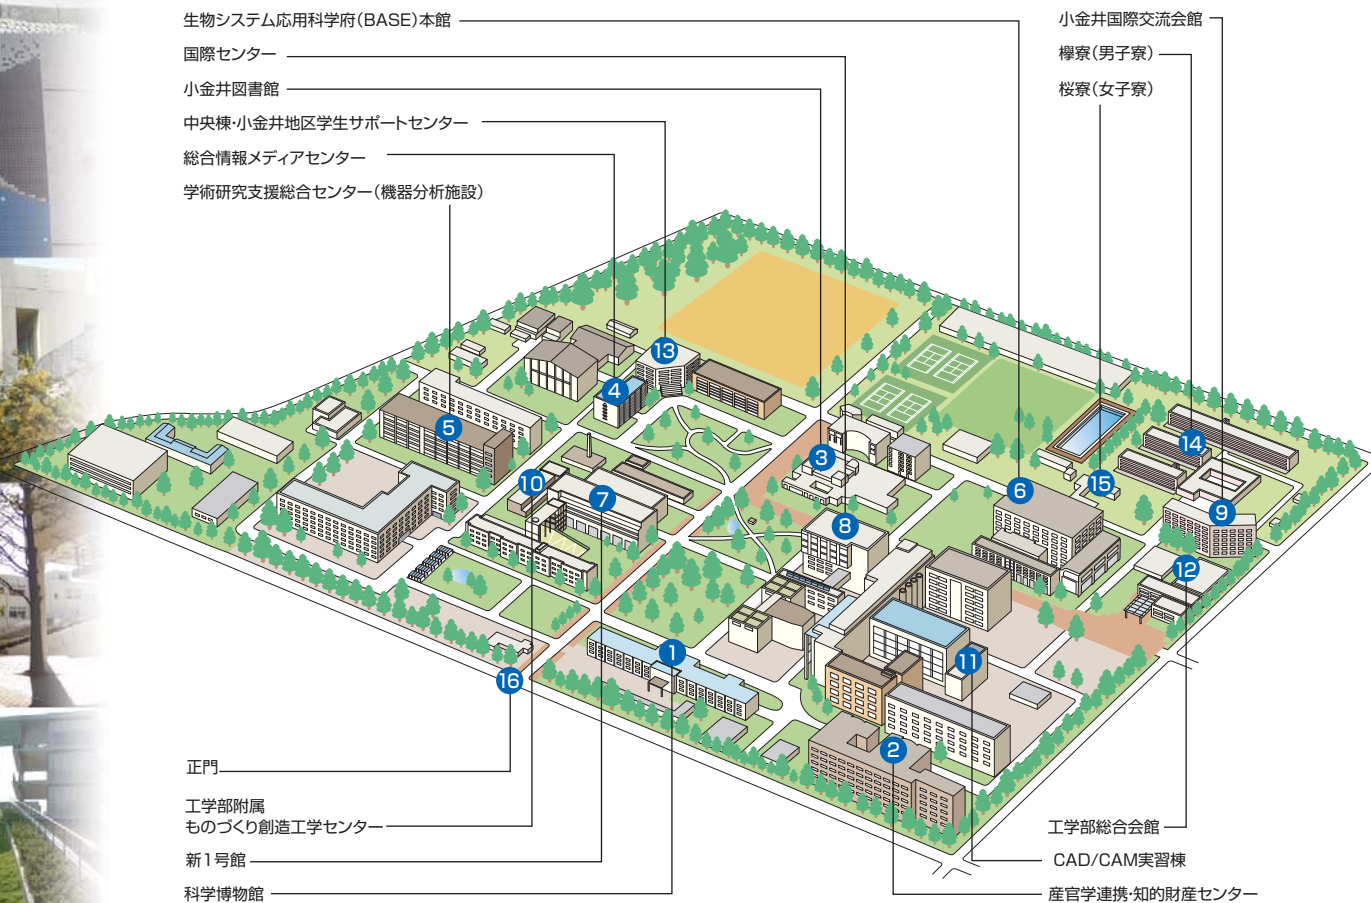 生物システム応用科学府(BASE)本館
国際センター
小金井図書館
中央棟・小金井地区学生サポートセンター
総合情報メディアセンター
学術研究支援総合センター(機器分析施設)
小金井国際交流会館
欅寮(男子寮)
桜寮(女子寮)
13
4
5
14
3
15
10
6
7
9
8
12
1
11
16
2
正門
工学部附属
ものづくり創造工学センター
新1号館
科学博物館
工学部総合会館
CAD/CAM実習棟
産官学連携・知的財産センター